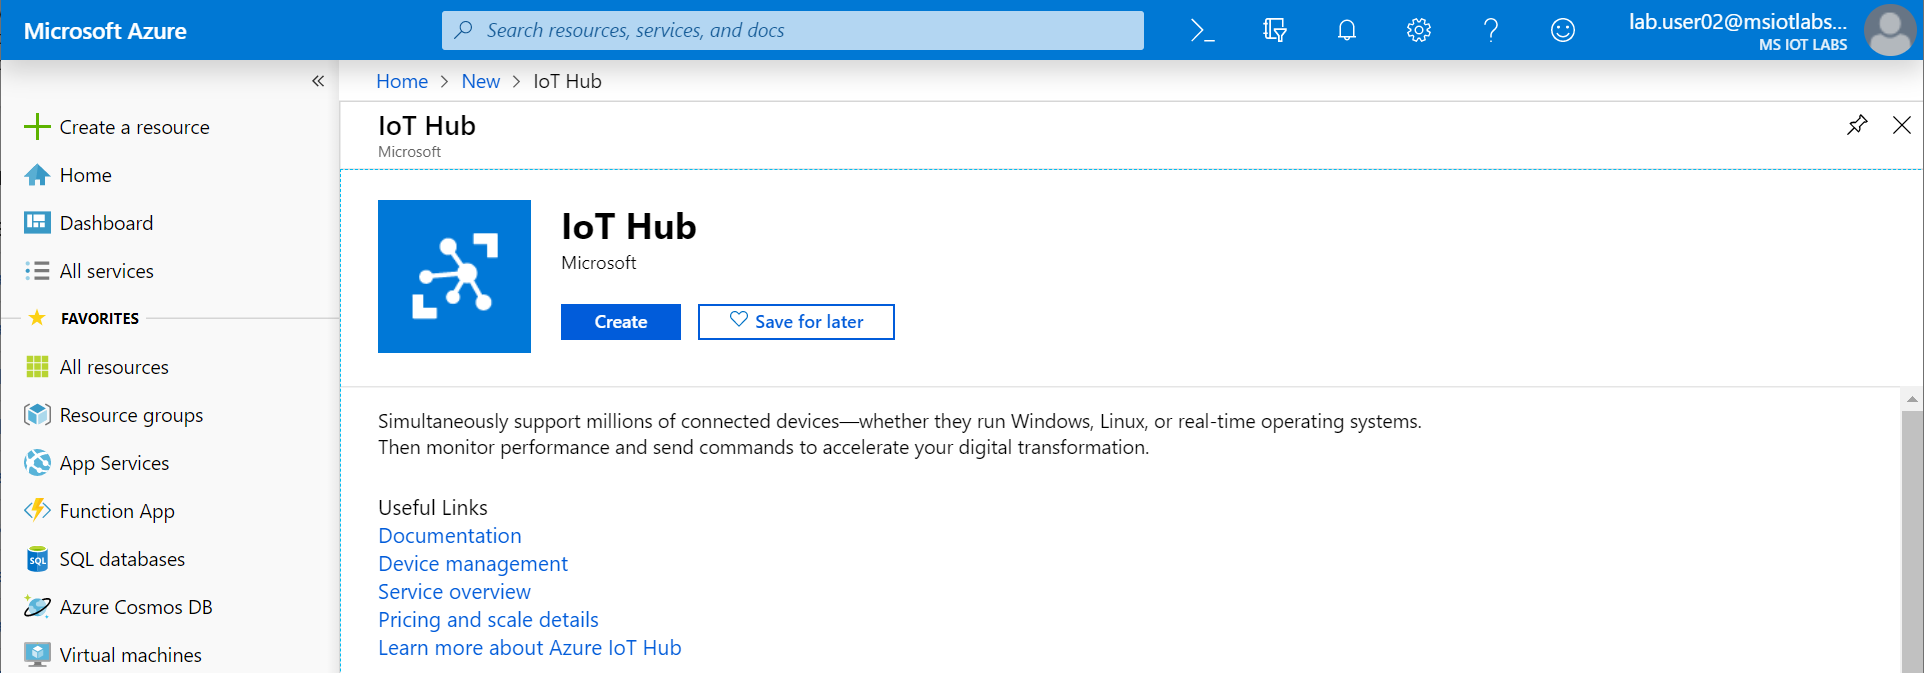 Microsoft Azure
Search resources, services, and docs
lab.user02@msiotlabs...
MS IOT LABS
Create a resource
Home
Dashboard
All services
FAVORITES
All resources
Resource groups
App Services
Function App
SQL databases
Azure Cosmos DB
Virtual machines
Home > New > IoT Hub
IoT Hub
Microsoft
IoT Hub
Microsoft
Create
Save for later
Simultaneously support millions of connected devices—whether they run Windows, Linux, or real-time operating systems.
Then monitor performance and send commands to accelerate your digital transformation.
Useful Links
Documentation
Device management
Service overview
Pricing and scale details
Learn more about Azure IoT Hub